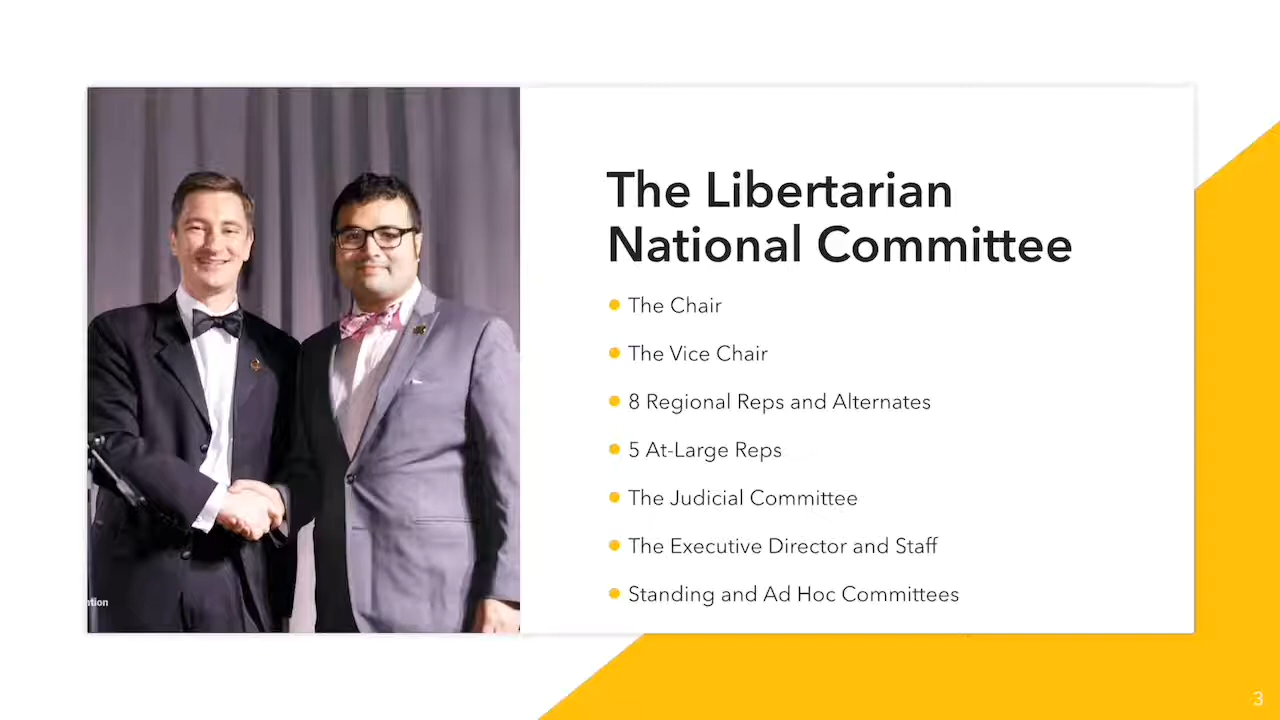 The Libertarian
National Committee
The Chair
The Vice Chair
8 Regional Reps and Alternates
5 At-Large Reps
The Judicial Committee
The Executive Director and Staff
Standing and Ad Hoc Committees
3